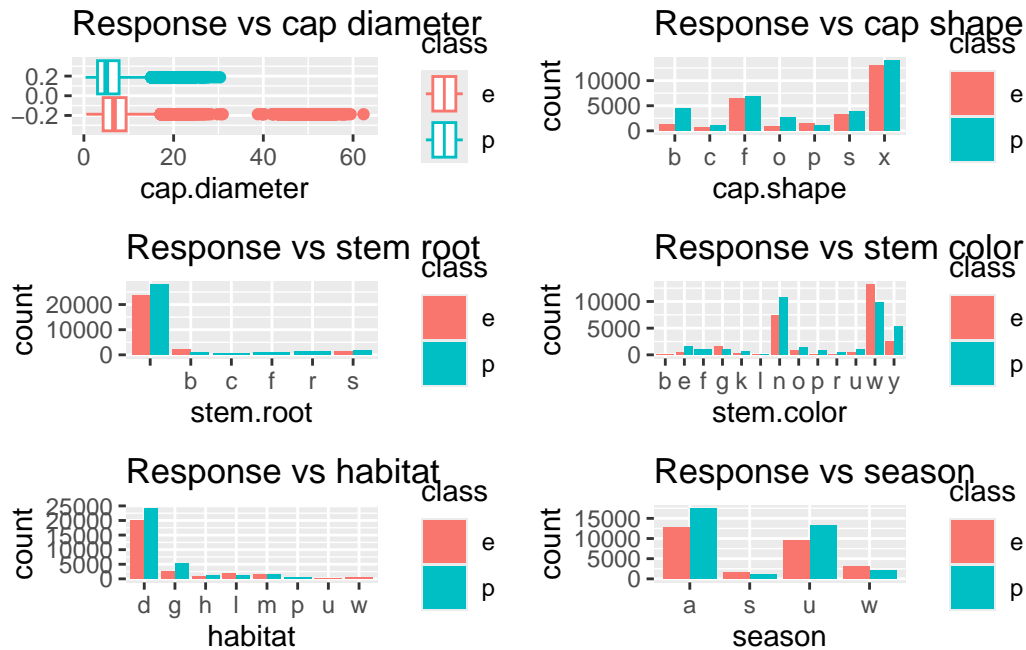 Response vs cap diameter
class
0.2
0.0
−0.2
e
p
0 20 40 60
cap.diameter
Response vs cap shape
class
count
10000
5000
0
e
p
b c f o p s x
cap.shape
Response vs stem root
class
count
20000
10000
0
e
p
b c f r s
stem.root
Response vs stem color
class
count
10000
5000
0
e
p
b e f g k l n o p r u w y
stem.color
Response vs habitat
class
count
25000
20000
15000
10000
5000
0
e
p
d g h l m p u w
habitat
Response vs season
class
count
15000
10000
5000
0
e
p
a s u w
season